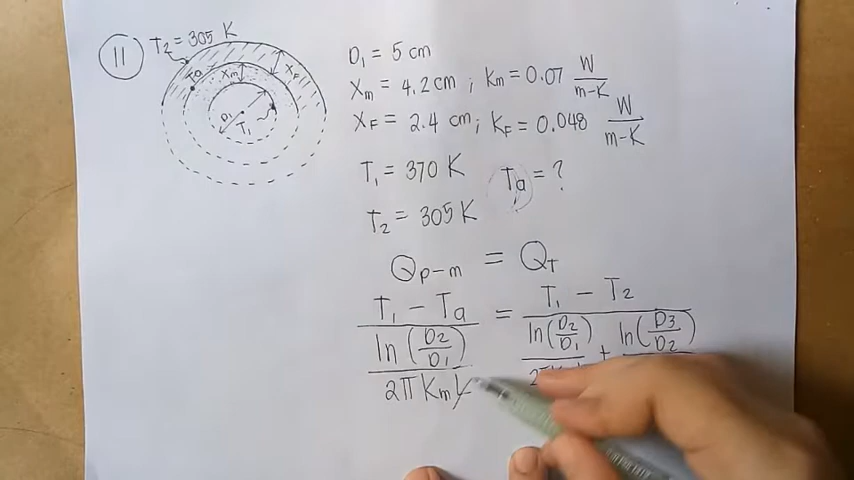 11
T2 = 305 K
Ta
Xm
XF
D1
T1
D1 = 5 cm
Xm = 4.2 cm ; Km = 0.07 W/m-K
XF = 2.4 cm ; KF = 0.048 W/m-K
T1 = 370 K Ta = ?
T2 = 305 K
QP-m = QT
T1 - Ta = T1 - T2
ln (D2/D1) ln (D2/D1) + ln (D3/D2)
2π Km L